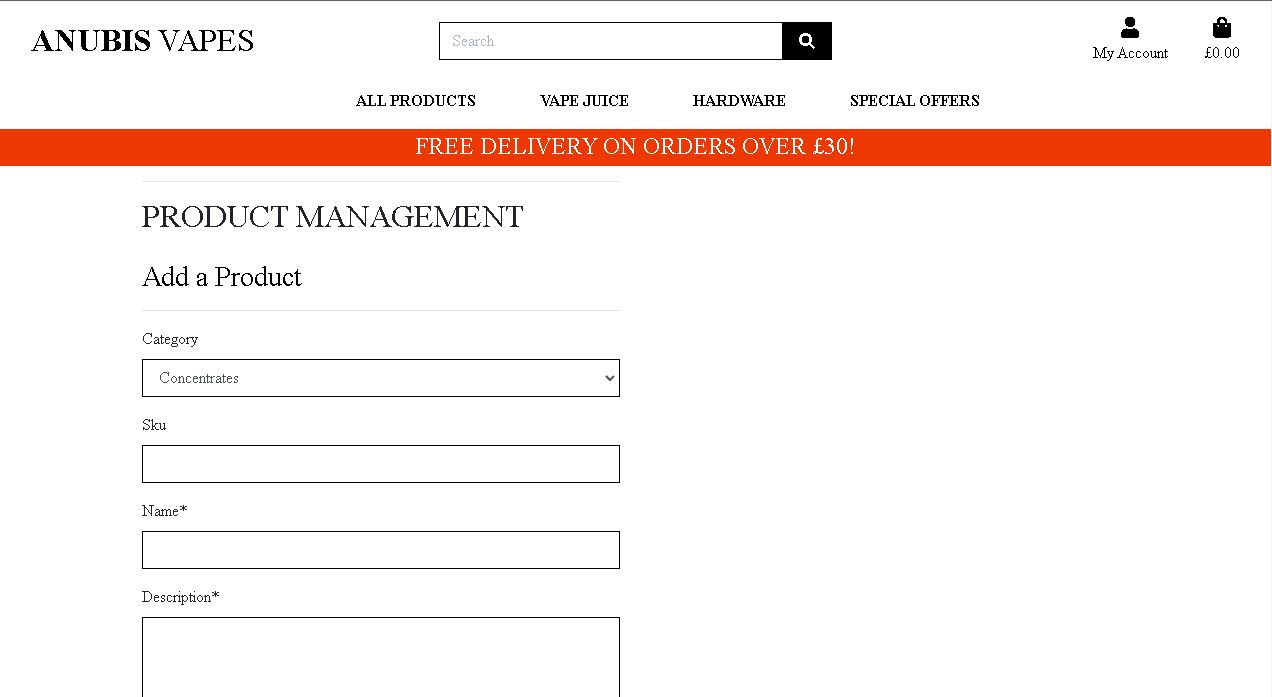 ANUBIS VAPES
Search
My Account
£0.00
ALL PRODUCTS
VAPE JUICE
HARDWARE
SPECIAL OFFERS
FREE DELIVERY ON ORDERS OVER £30!
PRODUCT MANAGEMENT
Add a Product
Category
Concentrates
Sku
Name*
Description*